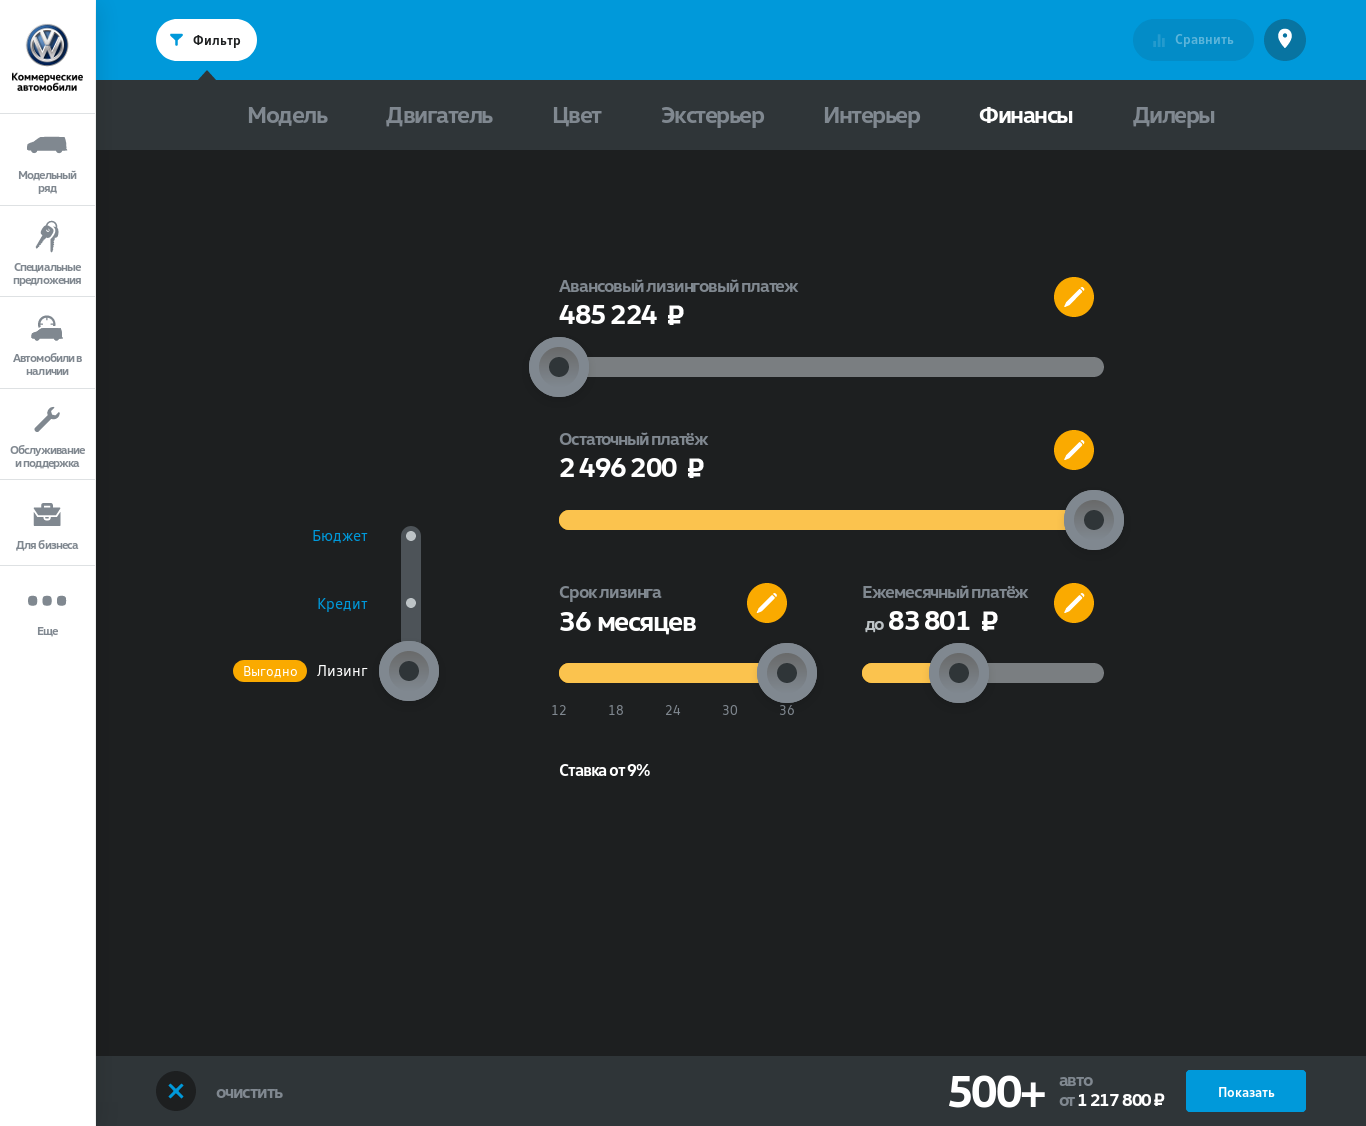 Коммерческие
автомобили
Модельный
ряд
Специальные
предложения
Автомобили в
наличии
Обслуживание
и поддержка
Для бизнеса
Еще
Фильтр
Сравнить
Модель Двигатель Цвет Экстерьер Интерьер Финансы Дилеры
Авансовый лизинговый платеж
485 224 ₽
Остаточный платёж
2 496 200 ₽
Бюджет
Кредит
Выгодно Лизинг
Срок лизинга
36 месяцев
12 18 24 30 36
Ежемесячный платёж
до 83 801 ₽
Ставка от 9%
очистить
500+
авто
от 1 217 800 ₽
Показать